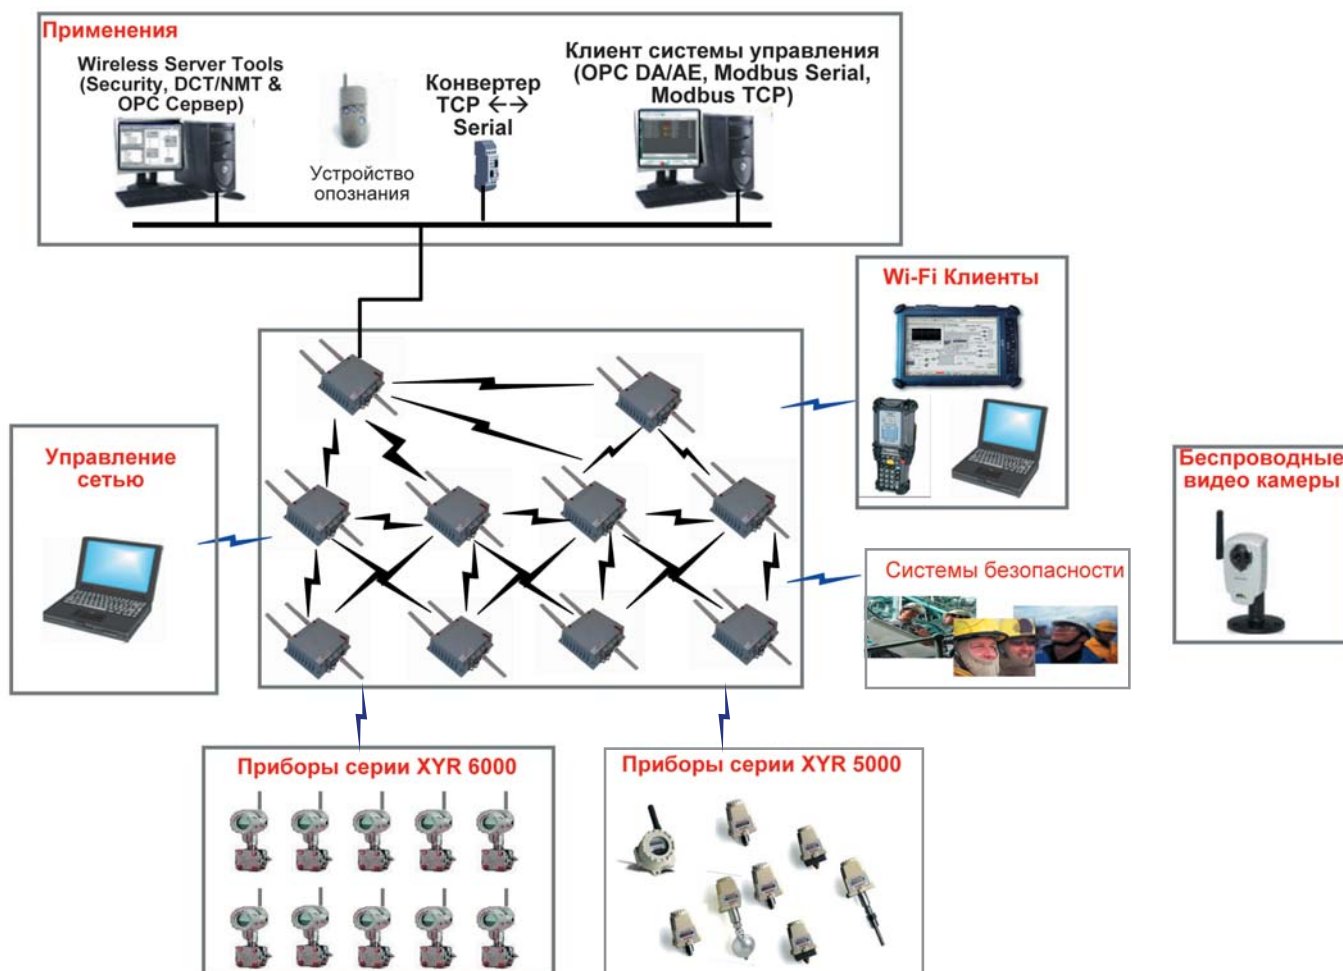 Применения
Wireless Server Tools
(Security, DCT/NMT &
OPC Сервер)
Устройство
опознания
Конвертер
TCP ←→
Serial
Клиент системы управления
(OPC DA/AE, Modbus Serial,
Modbus TCP)
Wi-Fi Клиенты
Управление
сетью
Беспроводные
видео камеры
Системы безопасности
Приборы серии XYR 6000
Приборы серии XYR 5000